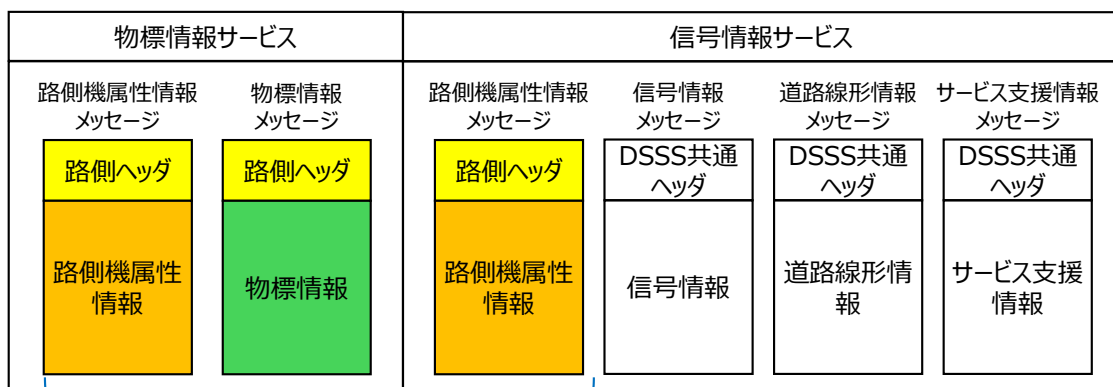 物標情報サービス
信号情報サービス
路側機属性情報
メッセージ
物標情報
メッセージ
路側機属性情報
メッセージ
信号情報
メッセージ
道路線形情報
メッセージ
サービス支援情報
メッセージ
路側ヘッダ
路側ヘッダ
路側ヘッダ
DSSS共通
ヘッダ
DSSS共通
ヘッダ
DSSS共通
ヘッダ
路側機属性
情報
物標情報
路側機属性
情報
信号情報
道路線形情
報
サービス支援
情報